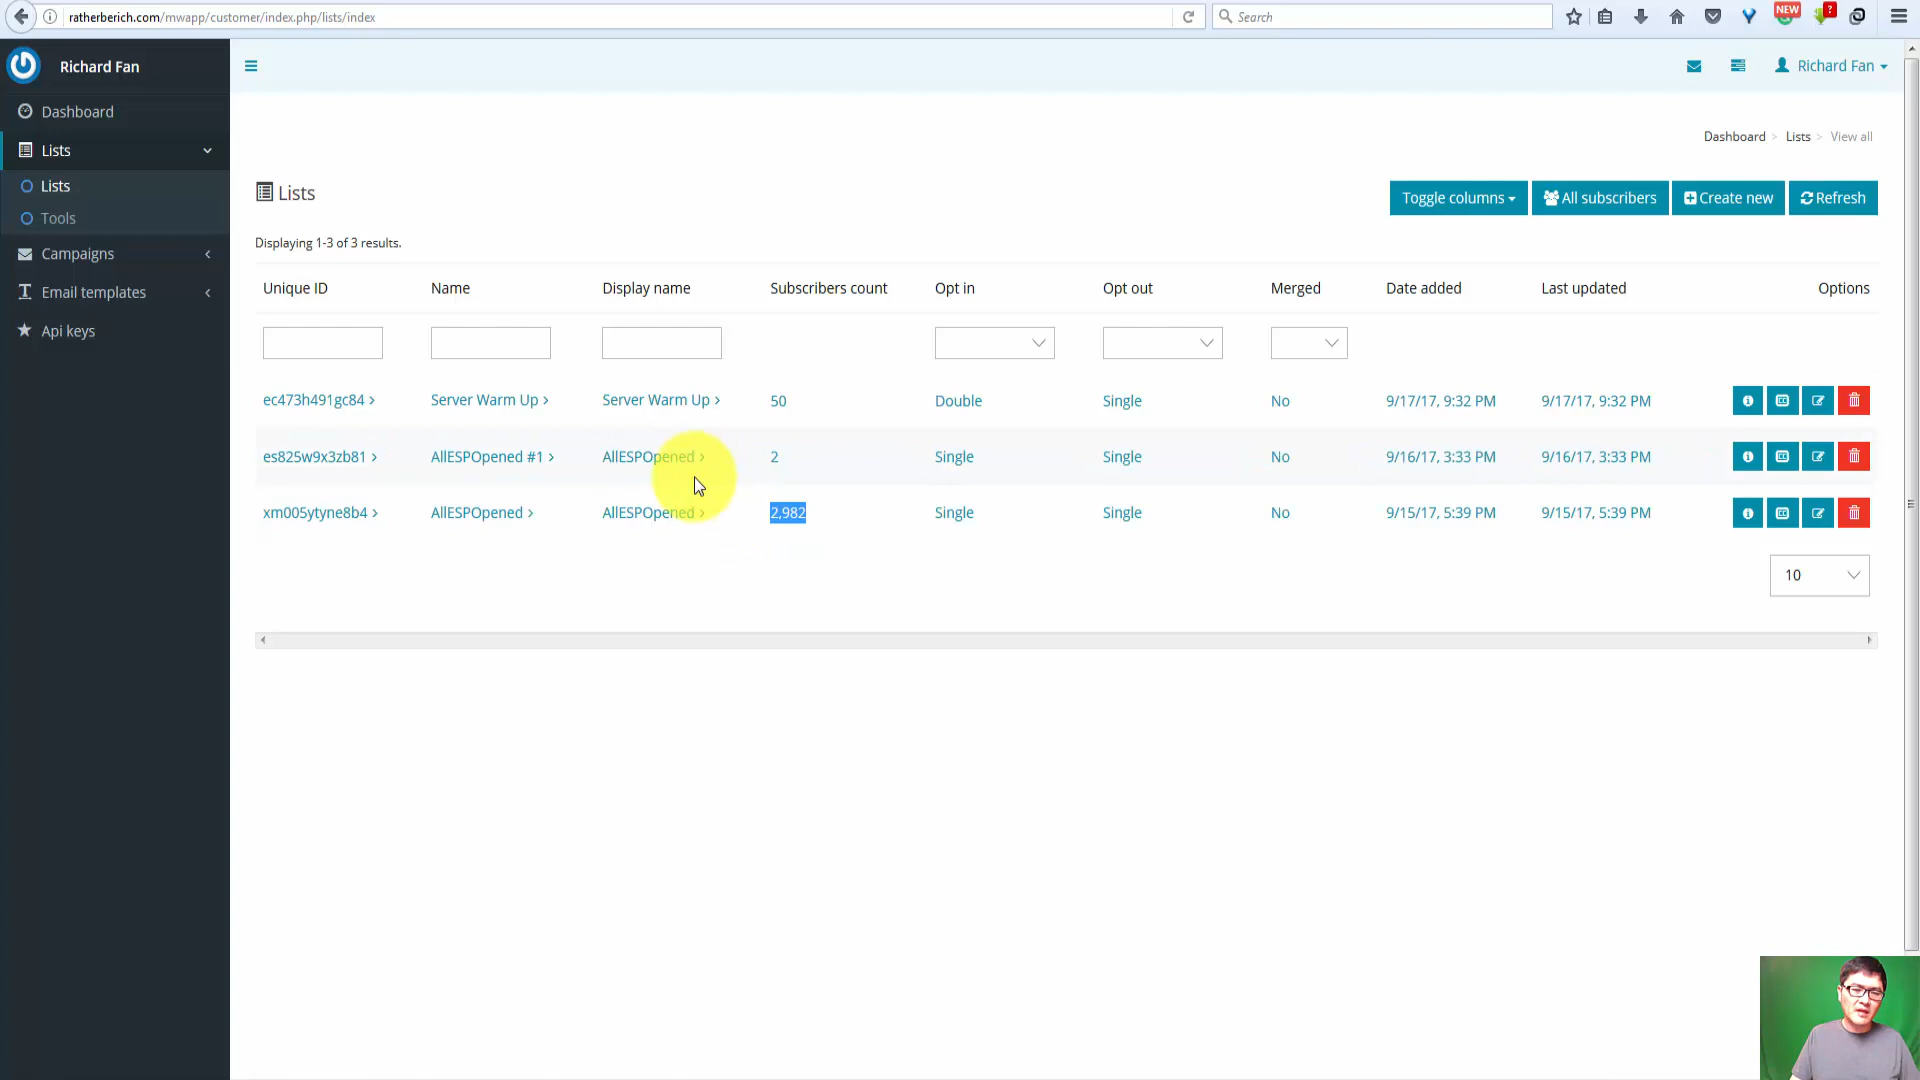 ratherberich.com/mwapp/customer/index.php/lists/index
Search
NEW
?
Richard Fan
Richard Fan
Dashboard
Lists
Lists
Tools
Campaigns
Email templates
Api keys
Dashboard > Lists > View all
Lists
Toggle columns
All subscribers
Create new
Refresh
Displaying 1-3 of 3 results.
Unique ID Name Display name Subscribers count Opt in Opt out Merged Date added Last updated Options
ec473h491gc84 Server Warm Up Server Warm Up 50 Double Single No 9/17/17, 9:32 PM 9/17/17, 9:32 PM
es825w9x3zb81 AllESPOpened #1 AllESPOpened 2 Single Single No 9/16/17, 3:33 PM 9/16/17, 3:33 PM
xm005ytyne8b4 AllESPOpened AllESPOpened 2,982 Single Single No 9/15/17, 5:39 PM 9/15/17, 5:39 PM
10